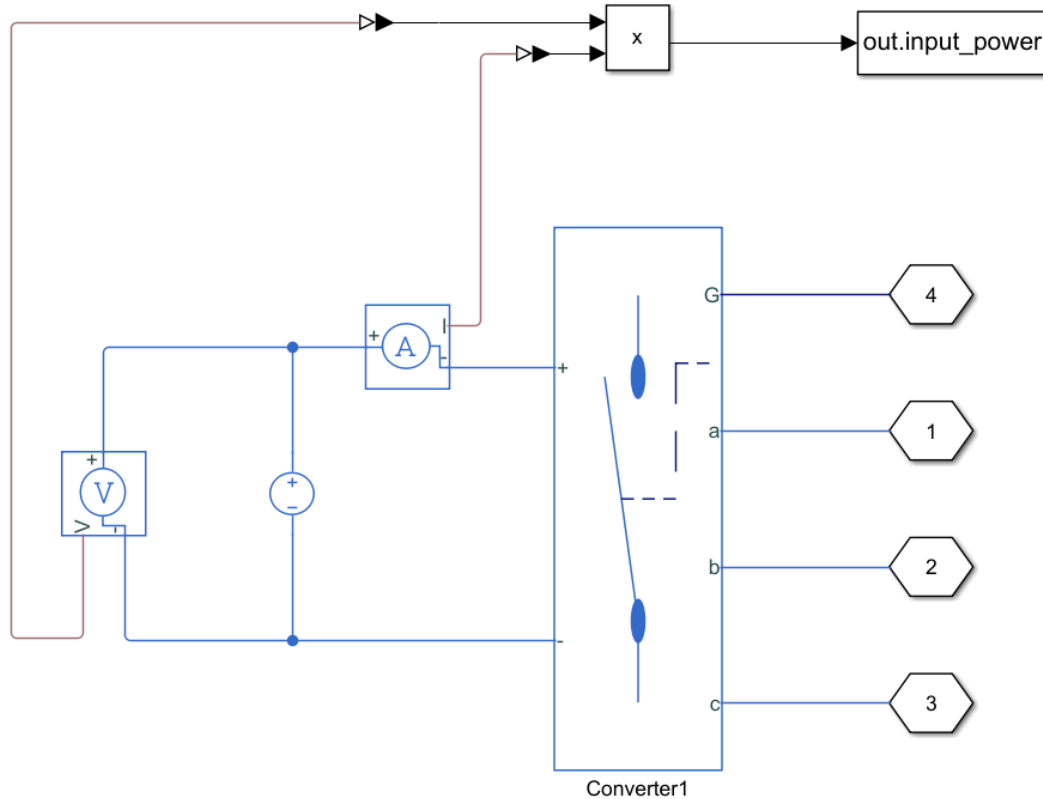 x
out.input_power
G
4
+
I
A
-
+
a
1
+
V
V
-
+
−
b
2
-
c
3
Converter1